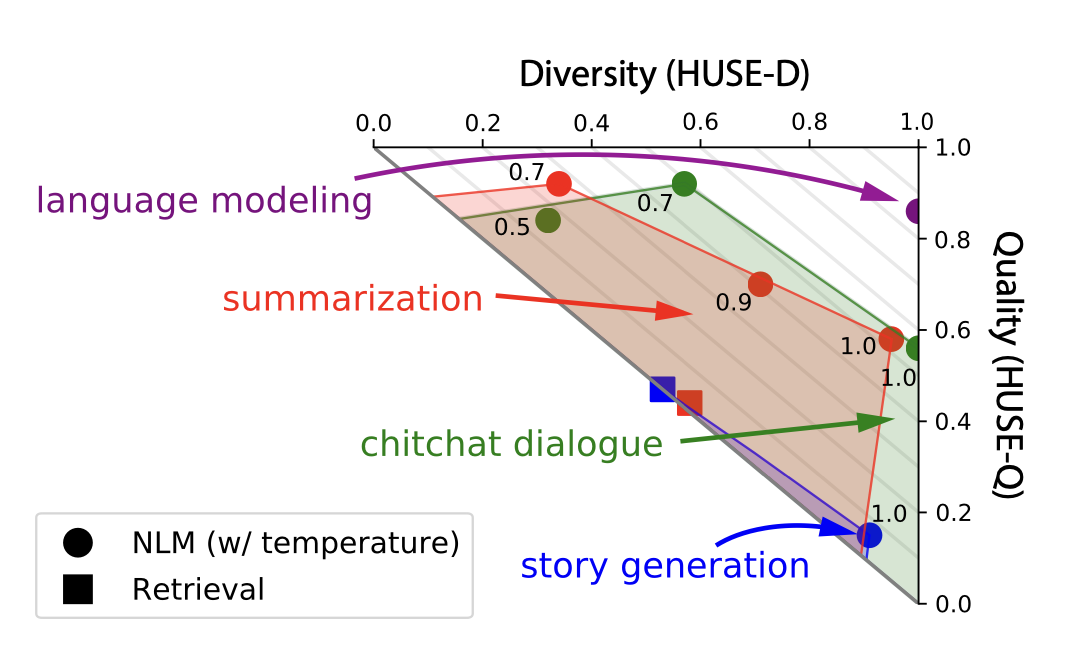 Diversity (HUSE-D)
0.0 0.2 0.4 0.6 0.8 1.0
1.0
0.7
language modeling
0.7
0.5
0.8
Quality (HUSE-Q)
summarization
0.9
0.6
1.0
1.0
0.4
chitchat dialogue
1.0
0.2
NLM (w/ temperature)
story generation
Retrieval
0.0